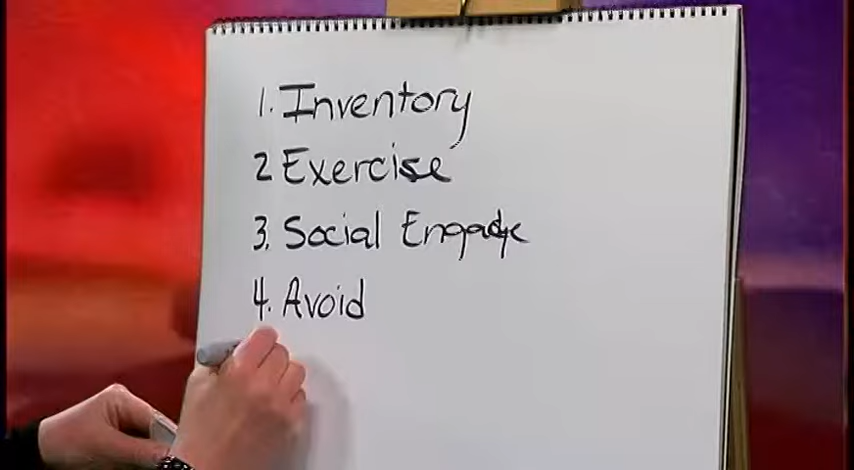 1. Inventory
2 Exercise
3. Social Engage
4. Avoid